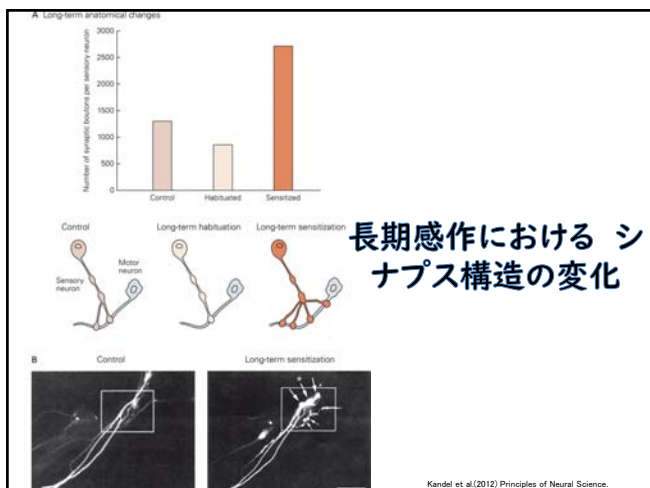 A Long-term anatomical changes
Number of synaptic boutons per sensory neuron
3000
2500
2000
1500
1000
500
0
Control
Habituated
Sensitized
Control
Long-term habituation
Long-term sensitization
Motor
neuron
Sensory
neuron
長期感作における シ
ナプス構造の変化
B
Control
Long-term sensitization
Kandel et al.(2012) Principles of Neural Science.